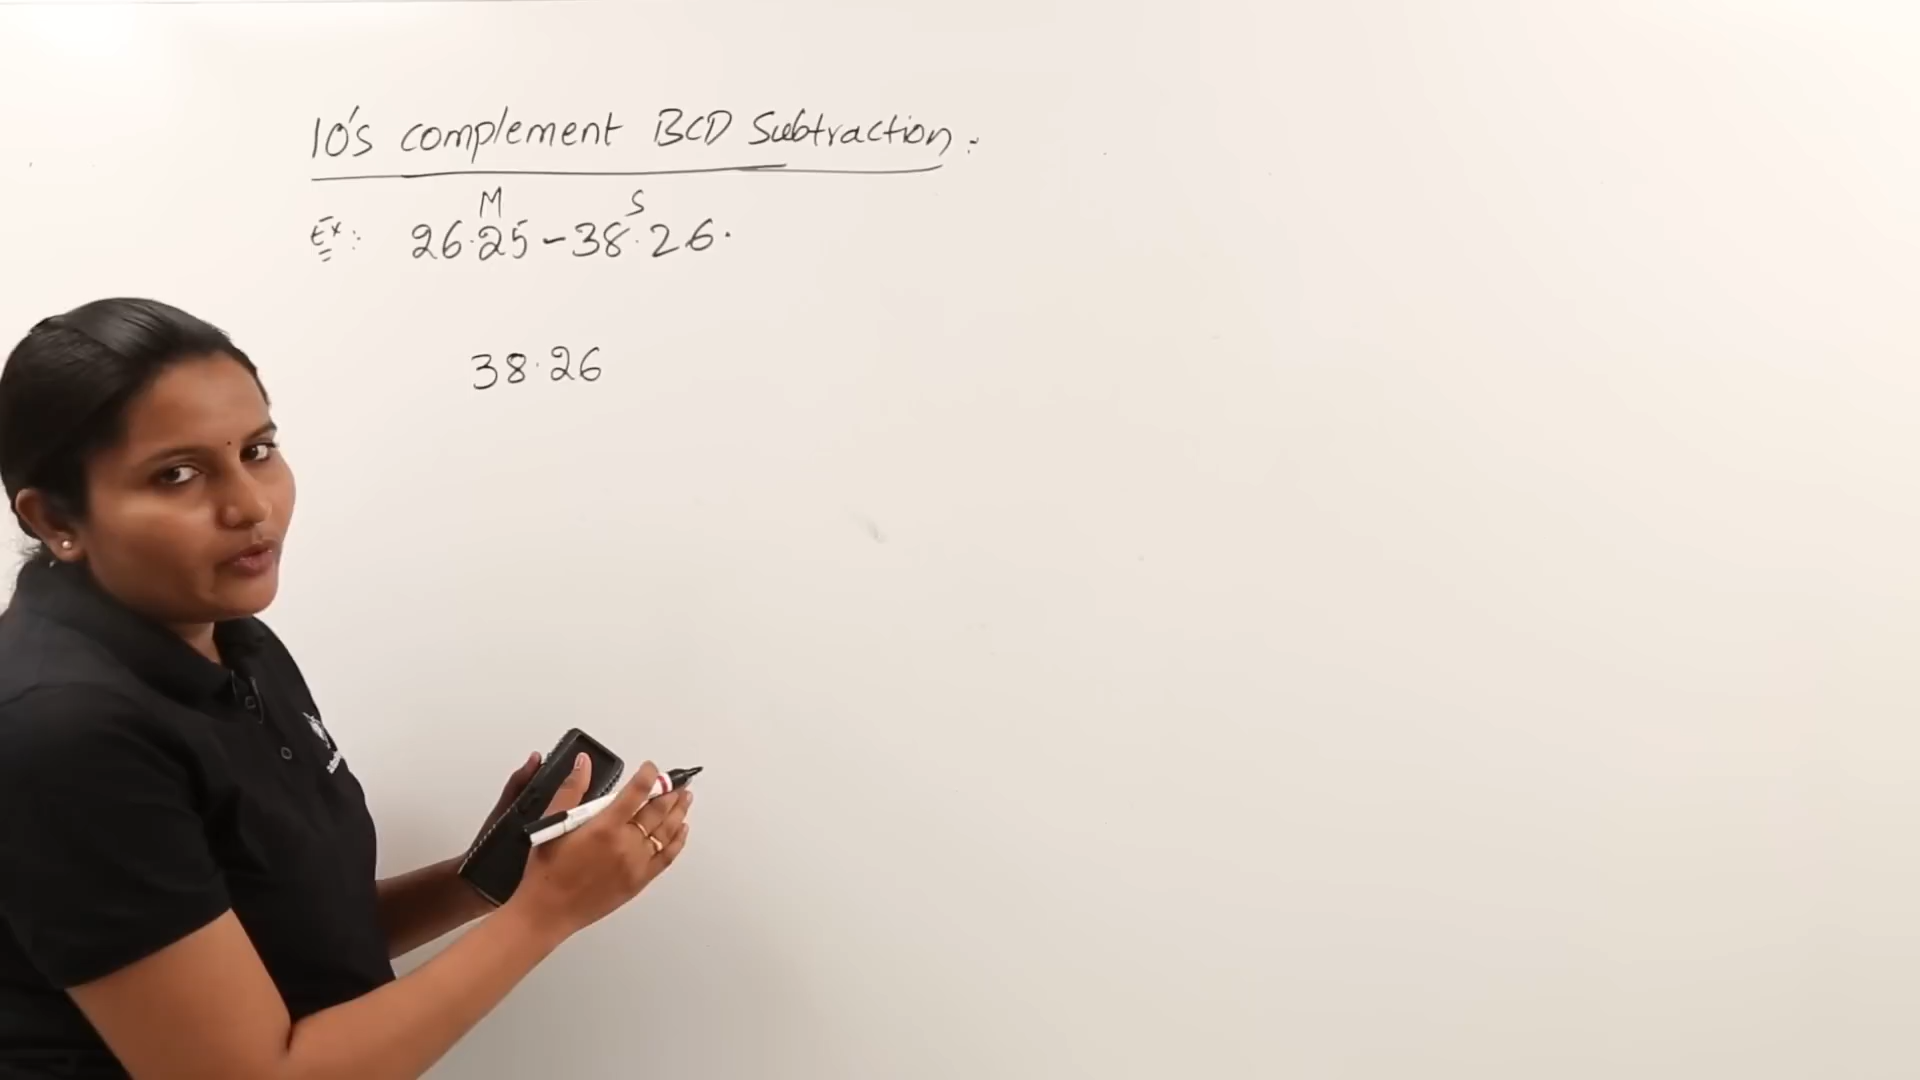 10's complement BCD Subtraction :
M S
Ex : 26.25 - 38.26.
38.26